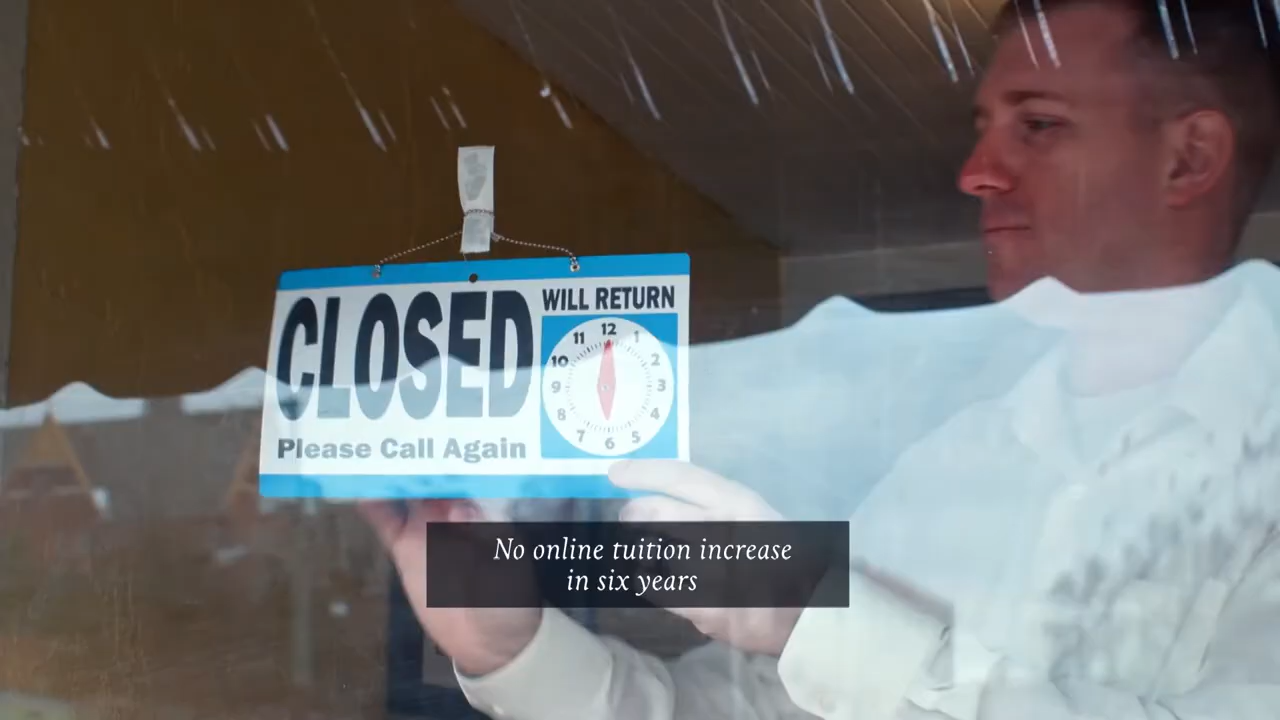 CLOSED
Please Call Again
WILL RETURN
12
1
2
3
4
5
6
7
8
9
10
11
No online tuition increase
in six years